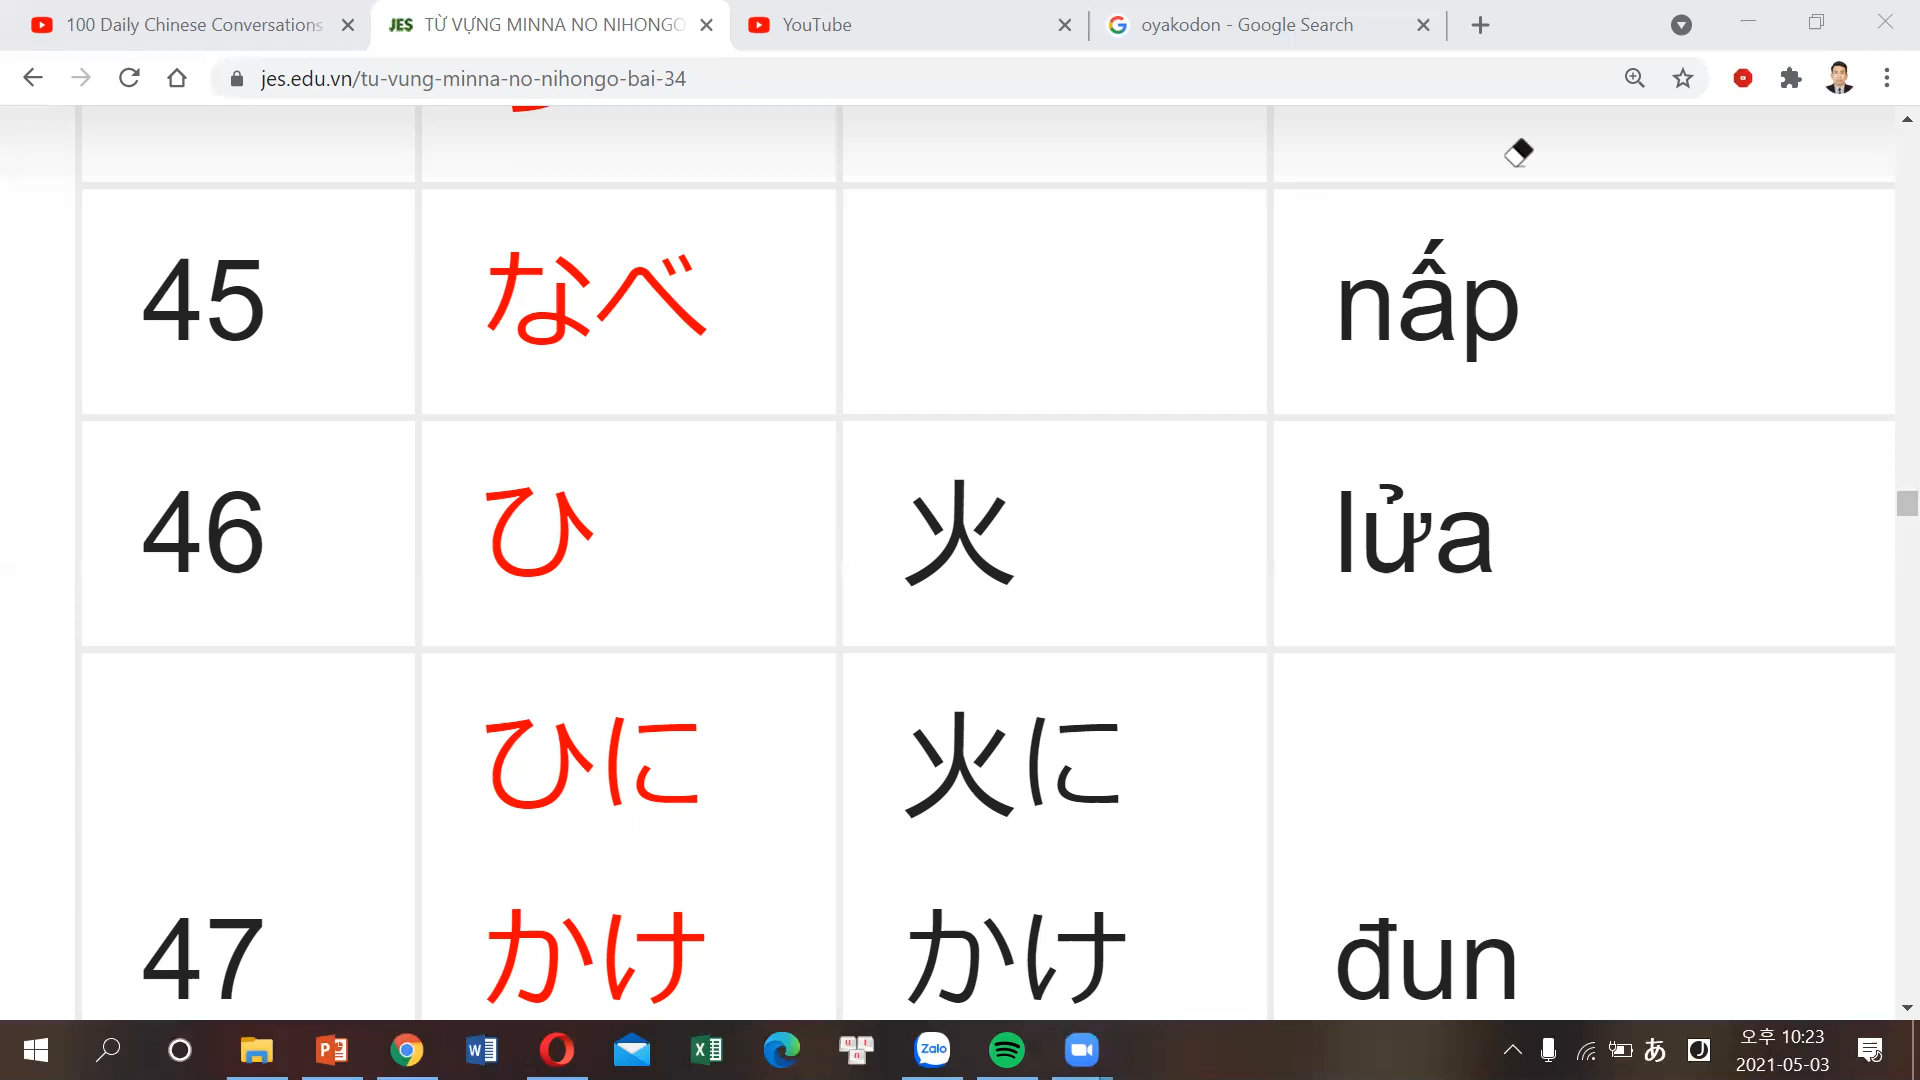 100 Daily Chinese Conversations
JES TỪ VỰNG MINNA NO NIHONGO
YouTube
oyakodon - Google Search
jes.edu.vn/tu-vung-minna-no-nihongo-bai-34
45 なべ nấp
46 ひ 火 lửa
ひに 火に
47 かけ かけ đun
Zalo
あ
오후 10:23
2021-05-03